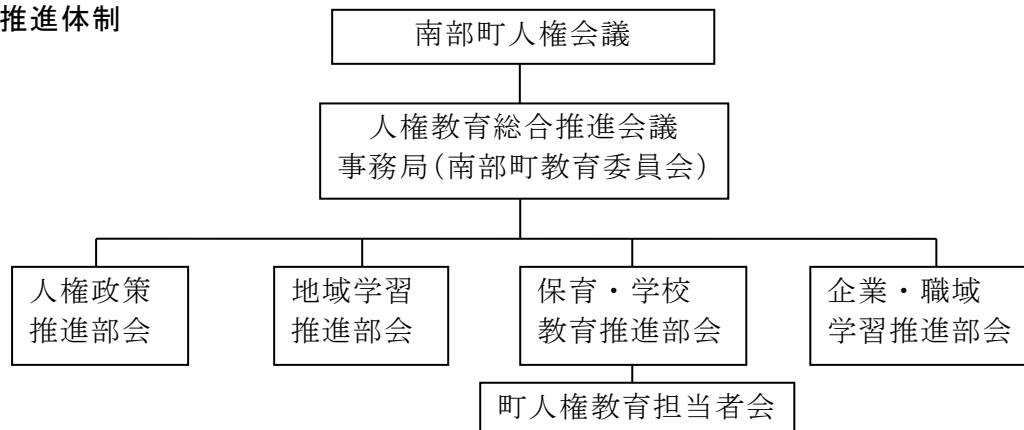 推進体制
南部町人権会議
人権教育総合推進会議
事務局(南部町教育委員会)
人権政策
推進部会
地域学習
推進部会
保育・学校
教育推進部会
企業・職域
学習推進部会
町人権教育担当者会